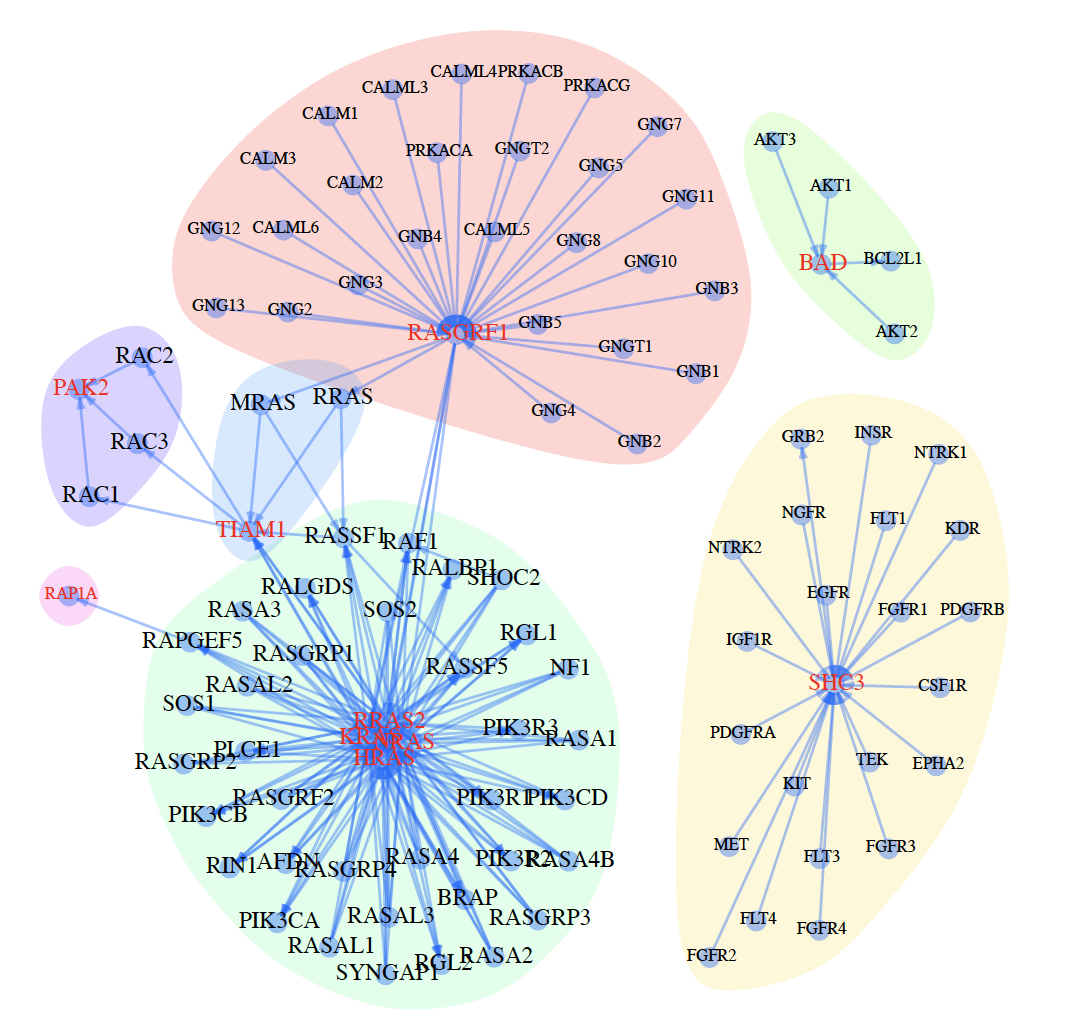 CALML4
PRKACB
CALML3
PRKACG
CALM1
GNG7
PRKACA
GNGT2
CALM3
GNG5
CALM2
GNG11
GNG12
CALML6
GNB4
CALML5
GNG8
GNG10
GNG3
GNB3
GNG13
GNG2
GNB5
RASGRF1
GNGT1
GNB1
GNG4
GNB2
AKT3
AKT1
BAD
BCL2L1
AKT2
RAC2
PAK2
RAC3
RAC1
MRAS
RRAS
TIAM1
RAP1A
RASSF1
RAF1
RALBP1
SHOC2
RALGDS
RASA3
SOS2
RAPGEF5
RGL1
RASGRP1
RASSF5
NF1
RASAL2
SOS1
RRAS2
KRAS
NRAS
HRAS
PIK3R3
RASA1
PLCE1
RASGRP2
RASGRF2
PIK3CB
PIK3R1
PIK3CD
RIN1
AFDN
RASGRP4
RASA4
PIK3R2
RASA4B
BRAP
PIK3CA
RASAL3
RASGRP3
RASAL1
RGL2
RASA2
SYNGAP1
GRB2
INSR
NTRK1
NGFR
FLT1
KDR
NTRK2
EGFR
FGFR1
PDGFRB
IGF1R
SHC3
CSF1R
PDGFRA
TEK
EPHA2
KIT
MET
FLT3
FGFR3
FLT4
FGFR4
FGFR2